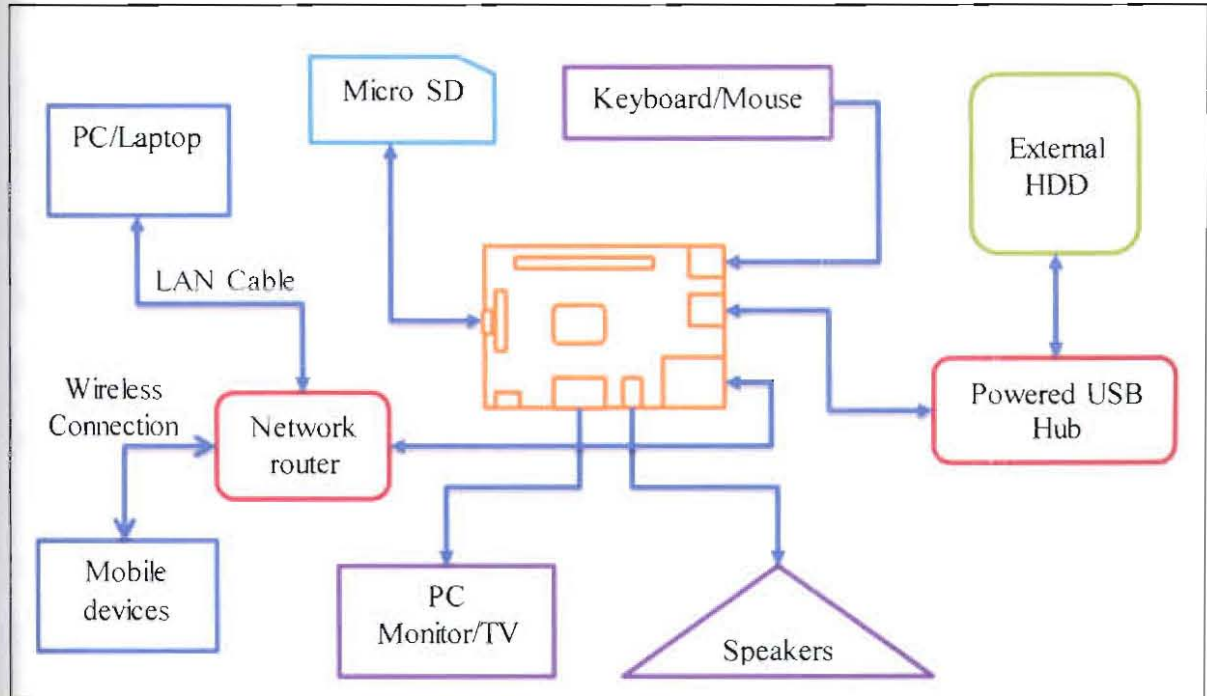 Micro SD
Keyboard/Mouse
PC/Laptop
External
HDD
LAN Cable
Wireless
Connection
Network
router
Powered USB
Hub
Mobile
devices
PC
Monitor/TV
Speakers